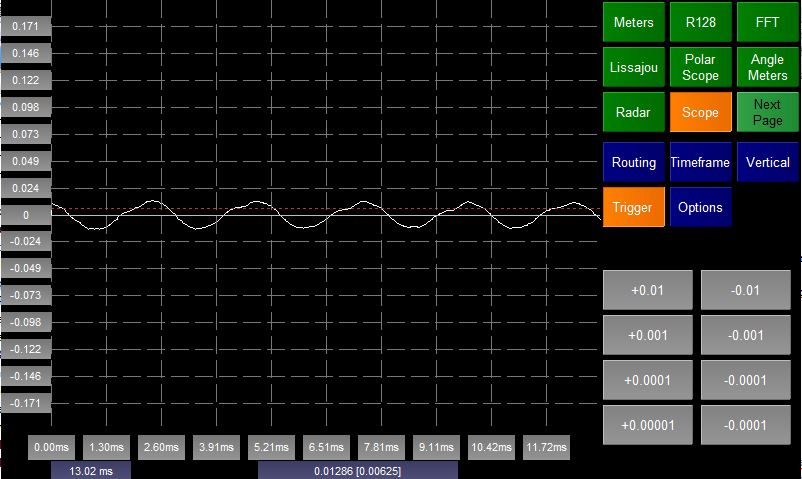 0.171
0.146
0.122
0.098
0.073
0.049
0.024
0
-0.024
-0.049
-0.073
-0.098
-0.122
-0.146
-0.171
0.00ms 1.30ms 2.60ms 3.91ms 5.21ms 6.51ms 7.81ms 9.11ms 10.42ms 11.72ms
13.02 ms 0.01286 [0.00625]
Meters R128 FFT
Lissajou Polar Scope Angle Meters
Radar Scope Next Page
Routing Timeframe Vertical
Trigger Options
+0.01 -0.01
+0.001 -0.001
+0.0001 -0.0001
+0.00001 -0.0001